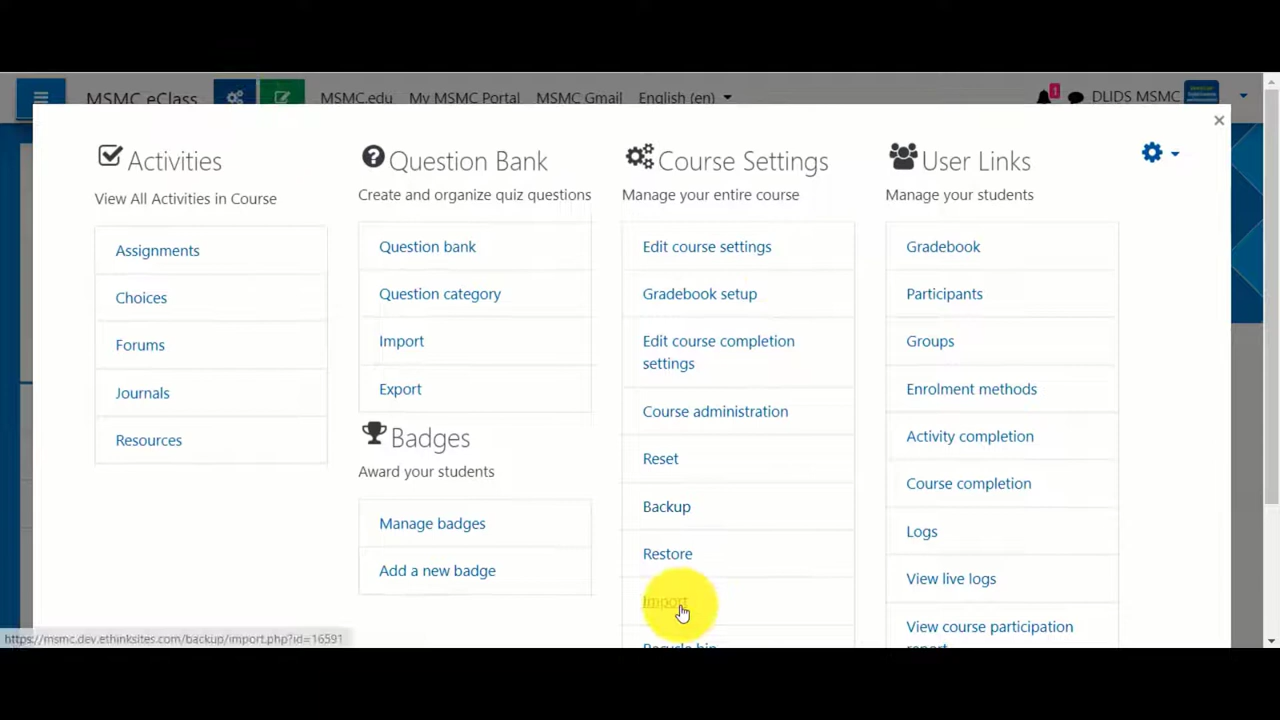 MSMC eClass
MSMC.edu
My MSMC Portal
MSMC Gmail
English (en)
1
DLIDS MSMC
×
Activities
View All Activities in Course
Assignments
Choices
Forums
Journals
Resources
Question Bank
Create and organize quiz questions
Question bank
Question category
Import
Export
Badges
Award your students
Manage badges
Add a new badge
Course Settings
Manage your entire course
Edit course settings
Gradebook setup
Edit course completion
settings
Course administration
Reset
Backup
Restore
Import
Recycle bin
User Links
Manage your students
Gradebook
Participants
Groups
Enrolment methods
Activity completion
Course completion
Logs
View live logs
View course participation
report
https://msmc.dev.ethinksites.com/backup/import.php?id=16591